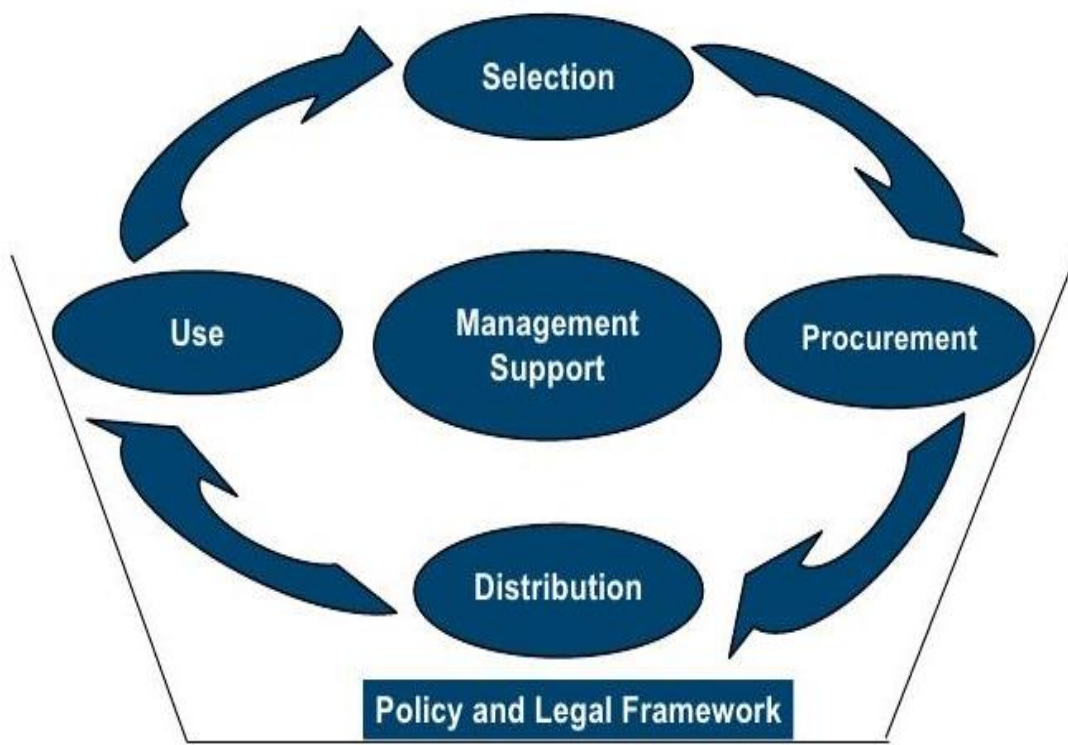 Selection
Use
Management
Support
Procurement
Distribution
Policy and Legal Framework